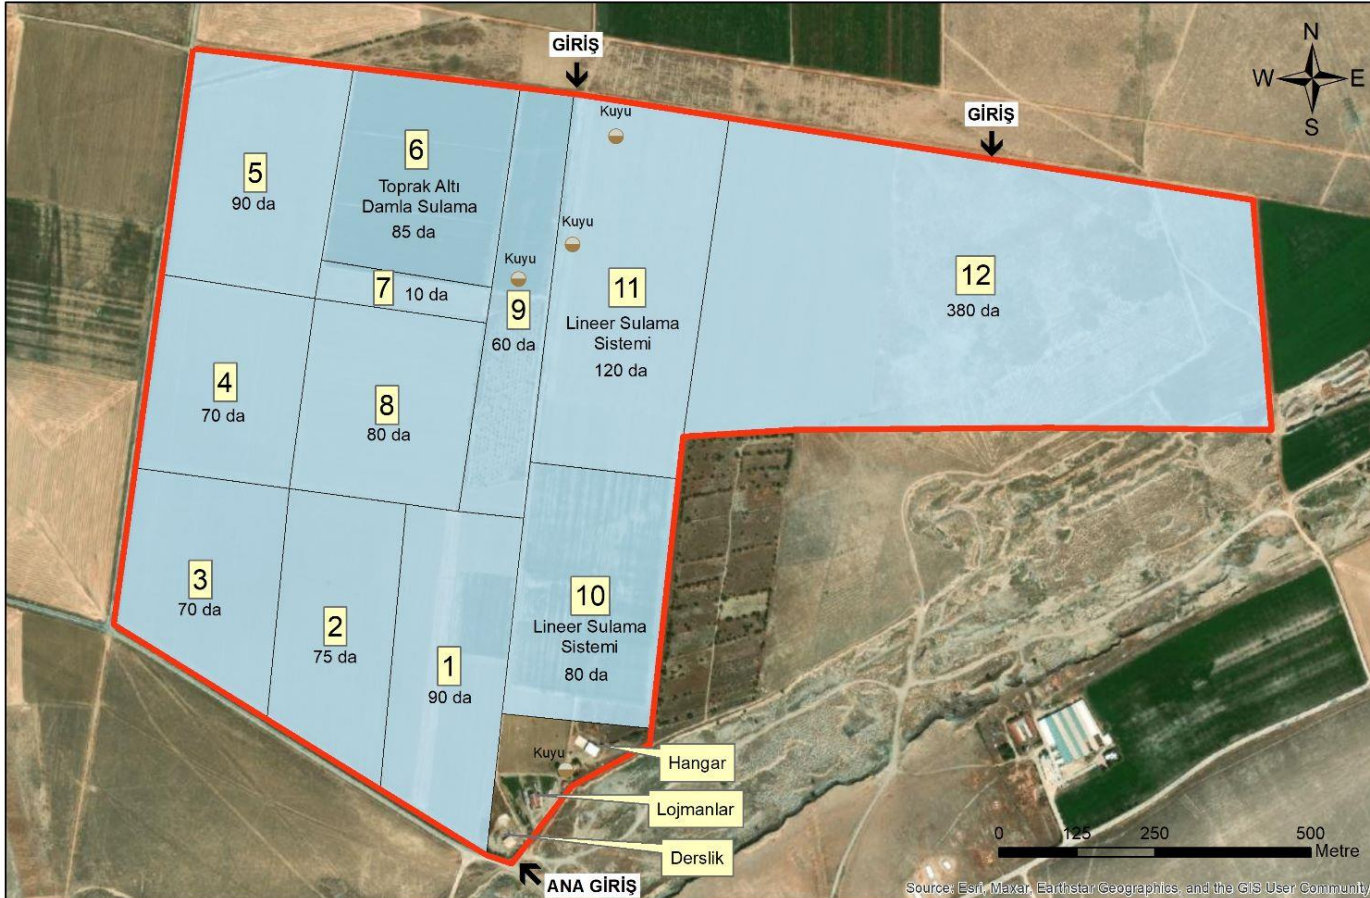 GİRİŞ
N
W E
S
Kuyu
GİRİŞ
6
Toprak Altı
Damla Sulama
85 da
5
90 da
Kuyu
Kuyu
7 10 da
9
60 da
11
Lineer Sulama
Sistemi
120 da
12
380 da
4
70 da
8
80 da
3
70 da
2
75 da
1
90 da
10
Lineer Sulama
Sistemi
80 da
Kuyu
Hangar
Lojmanlar
Derslik
ANA GİRİŞ
0 125 250 500
Metre
Source: Esri, Maxar, Earthstar Geographics, and the GIS User Community